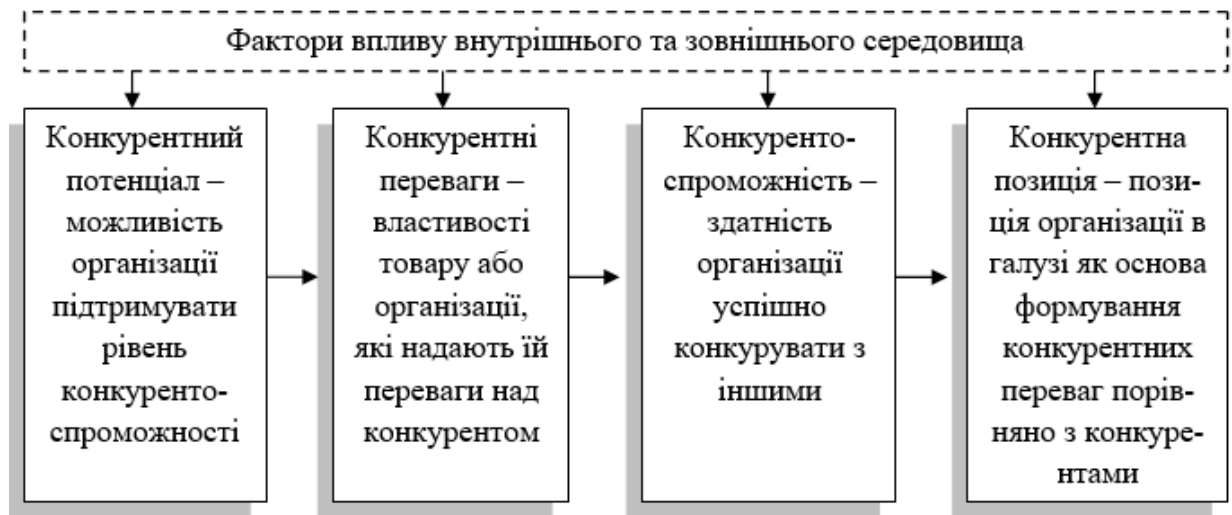 Фактори впливу внутрішнього та зовнішнього середовища
Конкурентний
потенціал –
можливість
організації
підтримувати
рівень
конкуренто-
спроможності
Конкурентні
переваги –
властивості
товару або
організації,
які надають їй
переваги над
конкурентом
Конкуренто-
спроможність –
здатність
організації
успішно
конкурувати з
іншими
Конкурентна
позиція – пози-
ція організації в
галузі як основа
формування
конкурентних
переваг порів-
няно з конкуре-
нтами